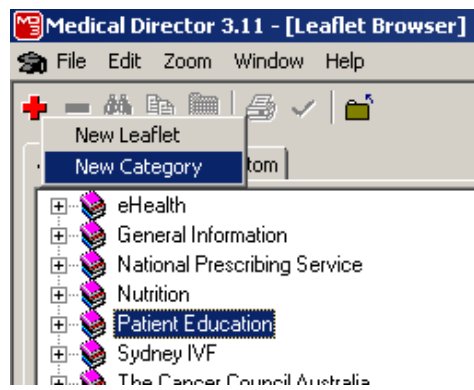 Medical Director 3.11 - [Leaflet Browser]
File Edit Zoom Window Help
New Leaflet
New Category
tom
eHealth
General Information
National Prescribing Service
Nutrition
Patient Education
Sydney IVF
The Cancer Council Australia